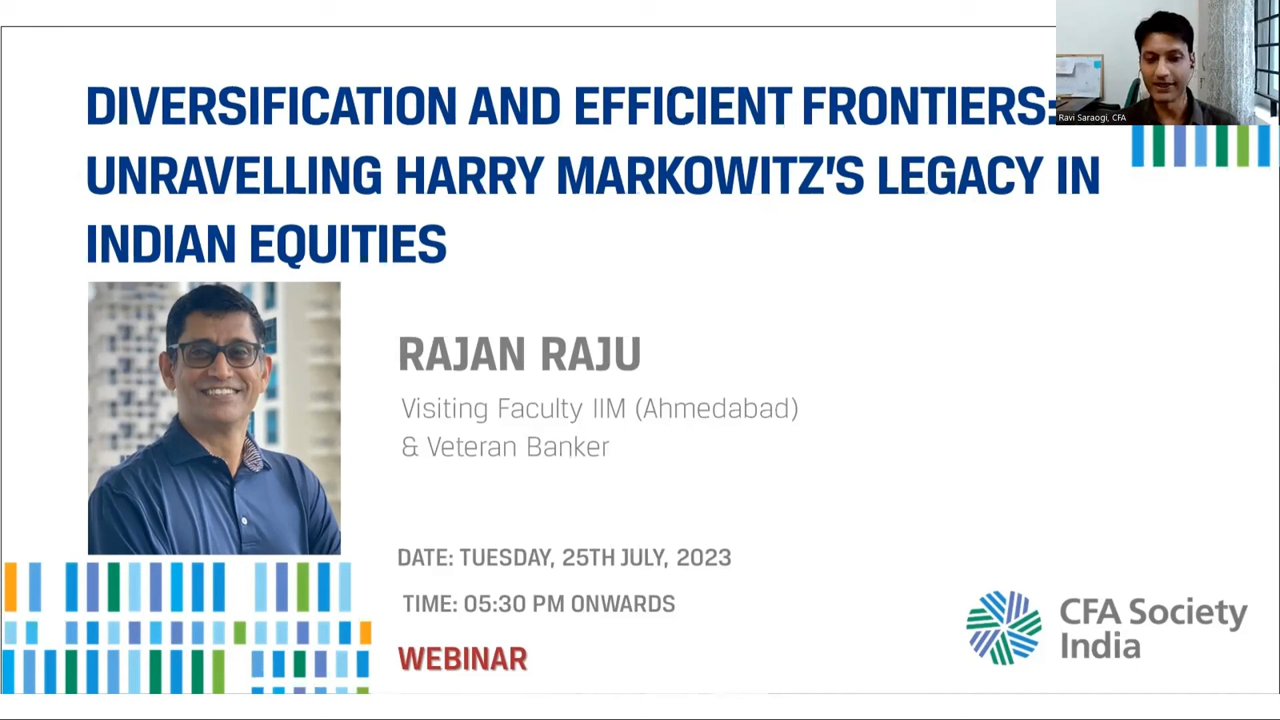 DIVERSIFICATION AND EFFICIENT FRONTIERS:
UNRAVELLING HARRY MARKOWITZ'S LEGACY IN
INDIAN EQUITIES
Ravi Saraogi, CFA
RAJAN RAJU
Visiting Faculty IIM (Ahmedabad)
& Veteran Banker
DATE: TUESDAY, 25TH JULY, 2023
TIME: 05:30 PM ONWARDS
WEBINAR
CFA Society
India